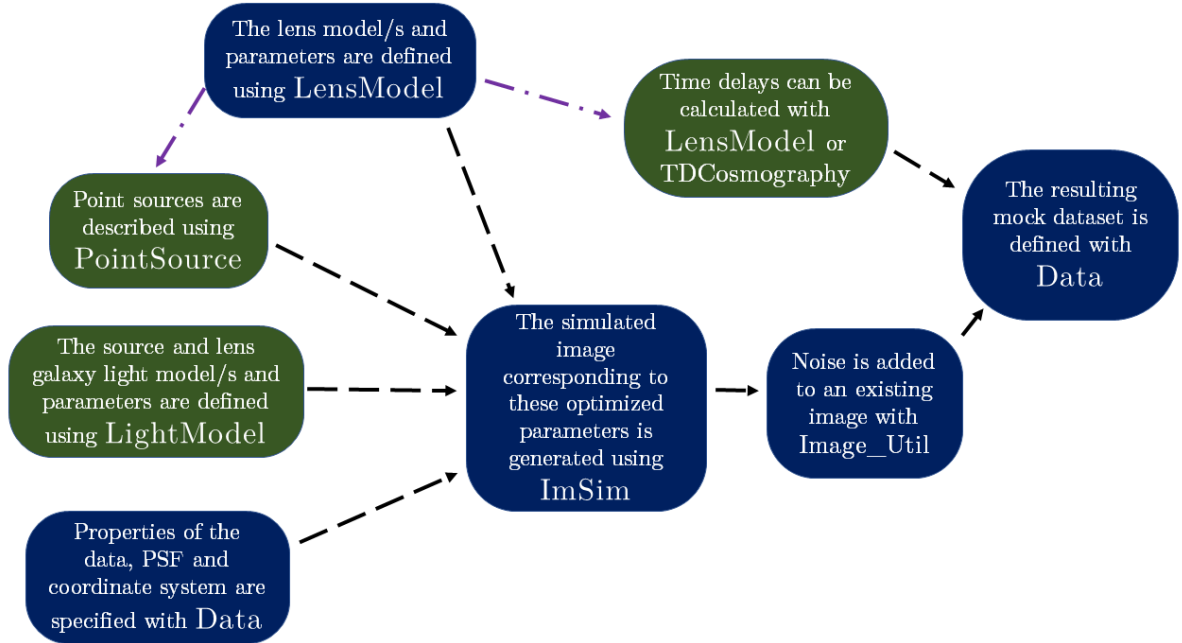 The lens model/s and
parameters are defined
using LensModel
Time delays can be
calculated with
LensModel or
TDCosmography
Point sources are
described using
PointSource
The resulting
mock dataset is
defined with
Data
The source and lens
galaxy light model/s and
parameters are defined
using LightModel
The simulated
image
corresponding to
these optimized
parameters is
generated using
ImSim
Noise is added
to an existing
image with
Image_Util
Properties of the
data, PSF and
coordinate system are
specified with Data